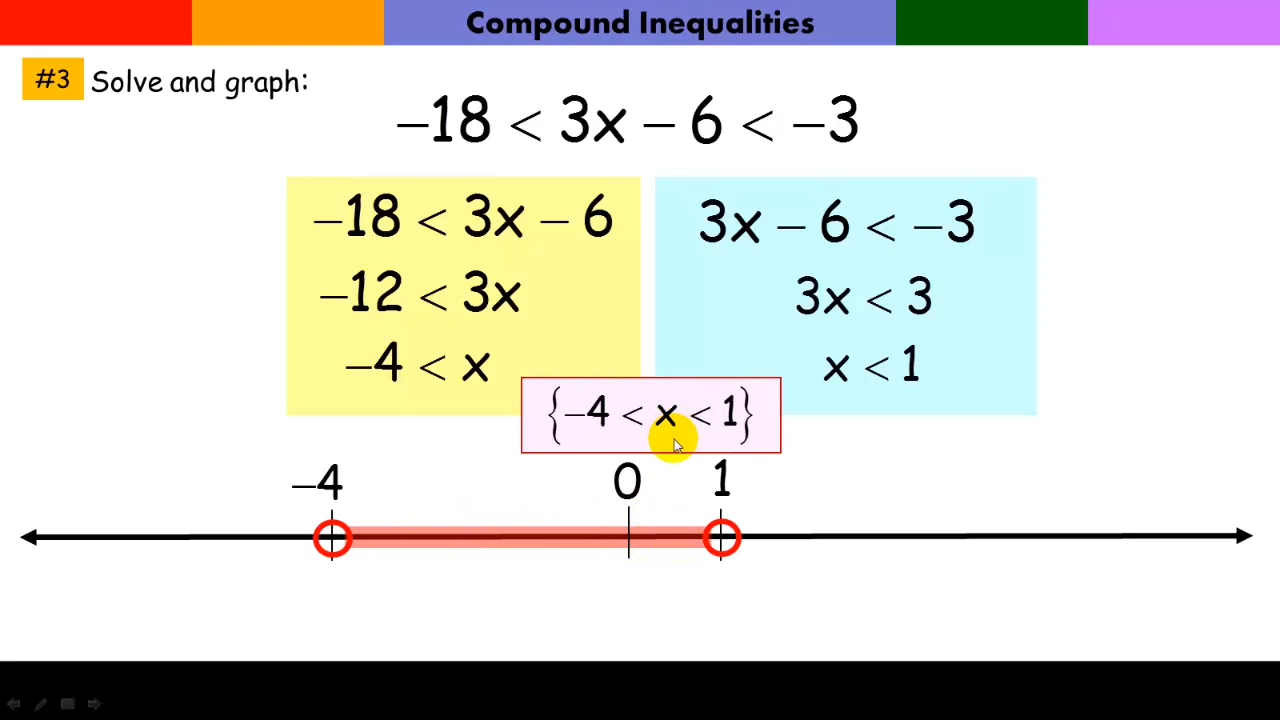 Compound Inequalities
#3 Solve and graph:
−18 < 3x − 6 < −3
−18 < 3x − 6
−12 < 3x
−4 < x
3x − 6 < −3
3x < 3
x < 1
{−4 < x < 1}
−4 0 1